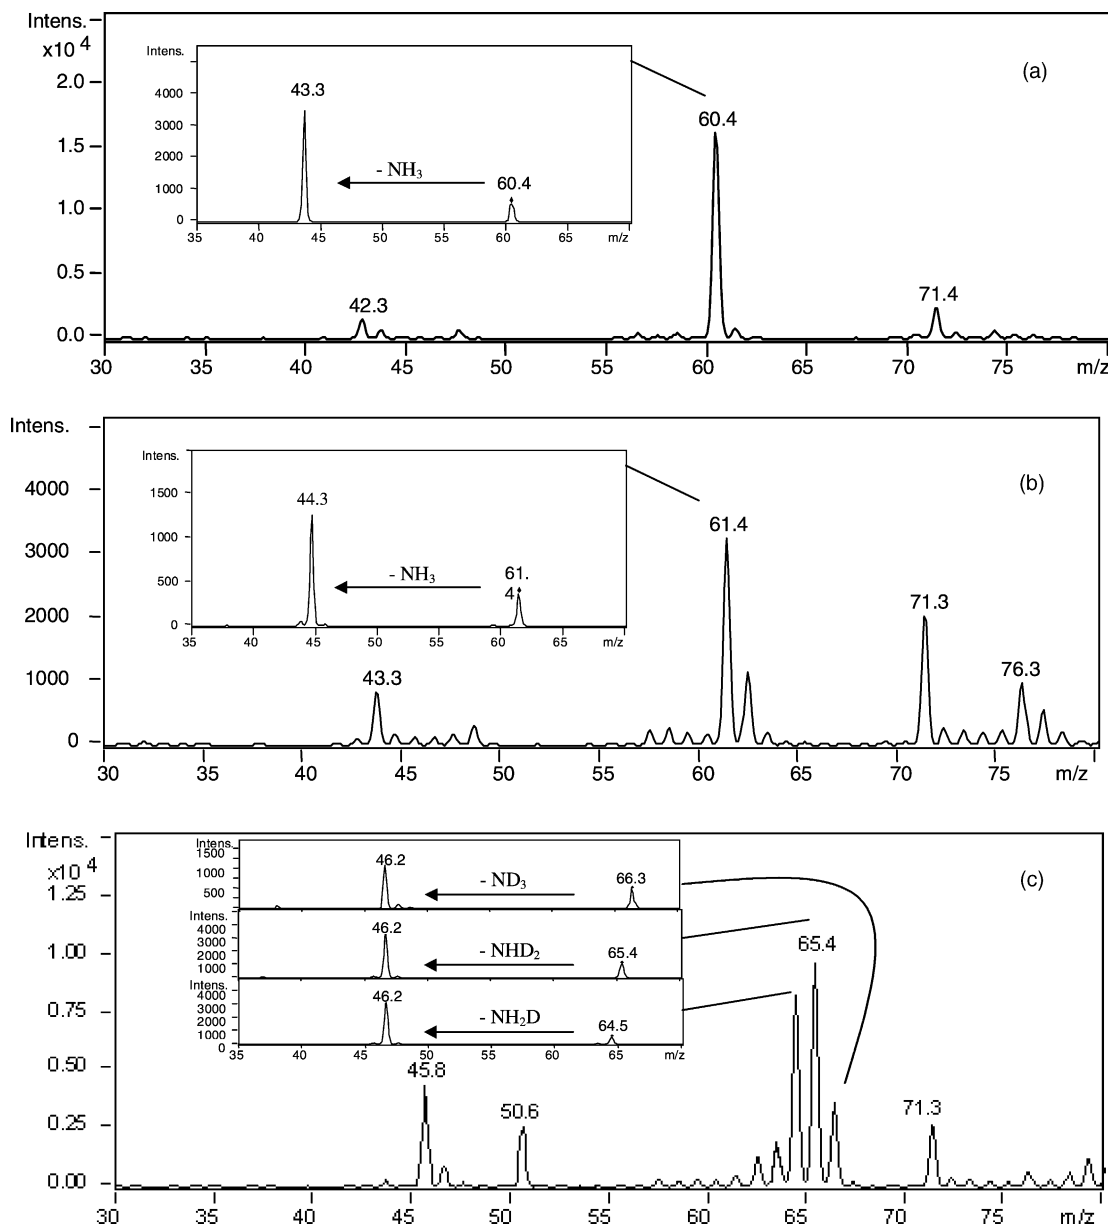 Intens.
x10 4
(a)
2.0
1.5
1.0
0.5
0.0
60.4
42.3
71.4
30 35 40 45 50 55 60 65 70 75 m/z
Intens.
4000
3000
2000
1000
0
43.3
- NH3
60.4
35 40 45 50 55 60 65 m/z
Intens.
(b)
4000
3000
2000
1000
0
61.4
71.3
76.3
43.3
30 35 40 45 50 55 60 65 70 75 m/z
Intens.
1500
1000
500
0
44.3
- NH3
61.
4
35 40 45 50 55 60 65 m/z
Intens.
x10 4
(c)
1.25
1.00
0.75
0.50
0.25
0.00
45.8
50.6
65.4
71.3
30 35 40 45 50 55 60 65 70 75 m/z
Intens.
1500
1000
500
46.2
- ND3
66.3
Intens.
4000
3000
2000
1000
46.2
- NHD2
65.4
Intens.
4000
3000
2000
1000
0
46.2
- NH2D
64.5
35 40 45 50 55 60 65 m/z